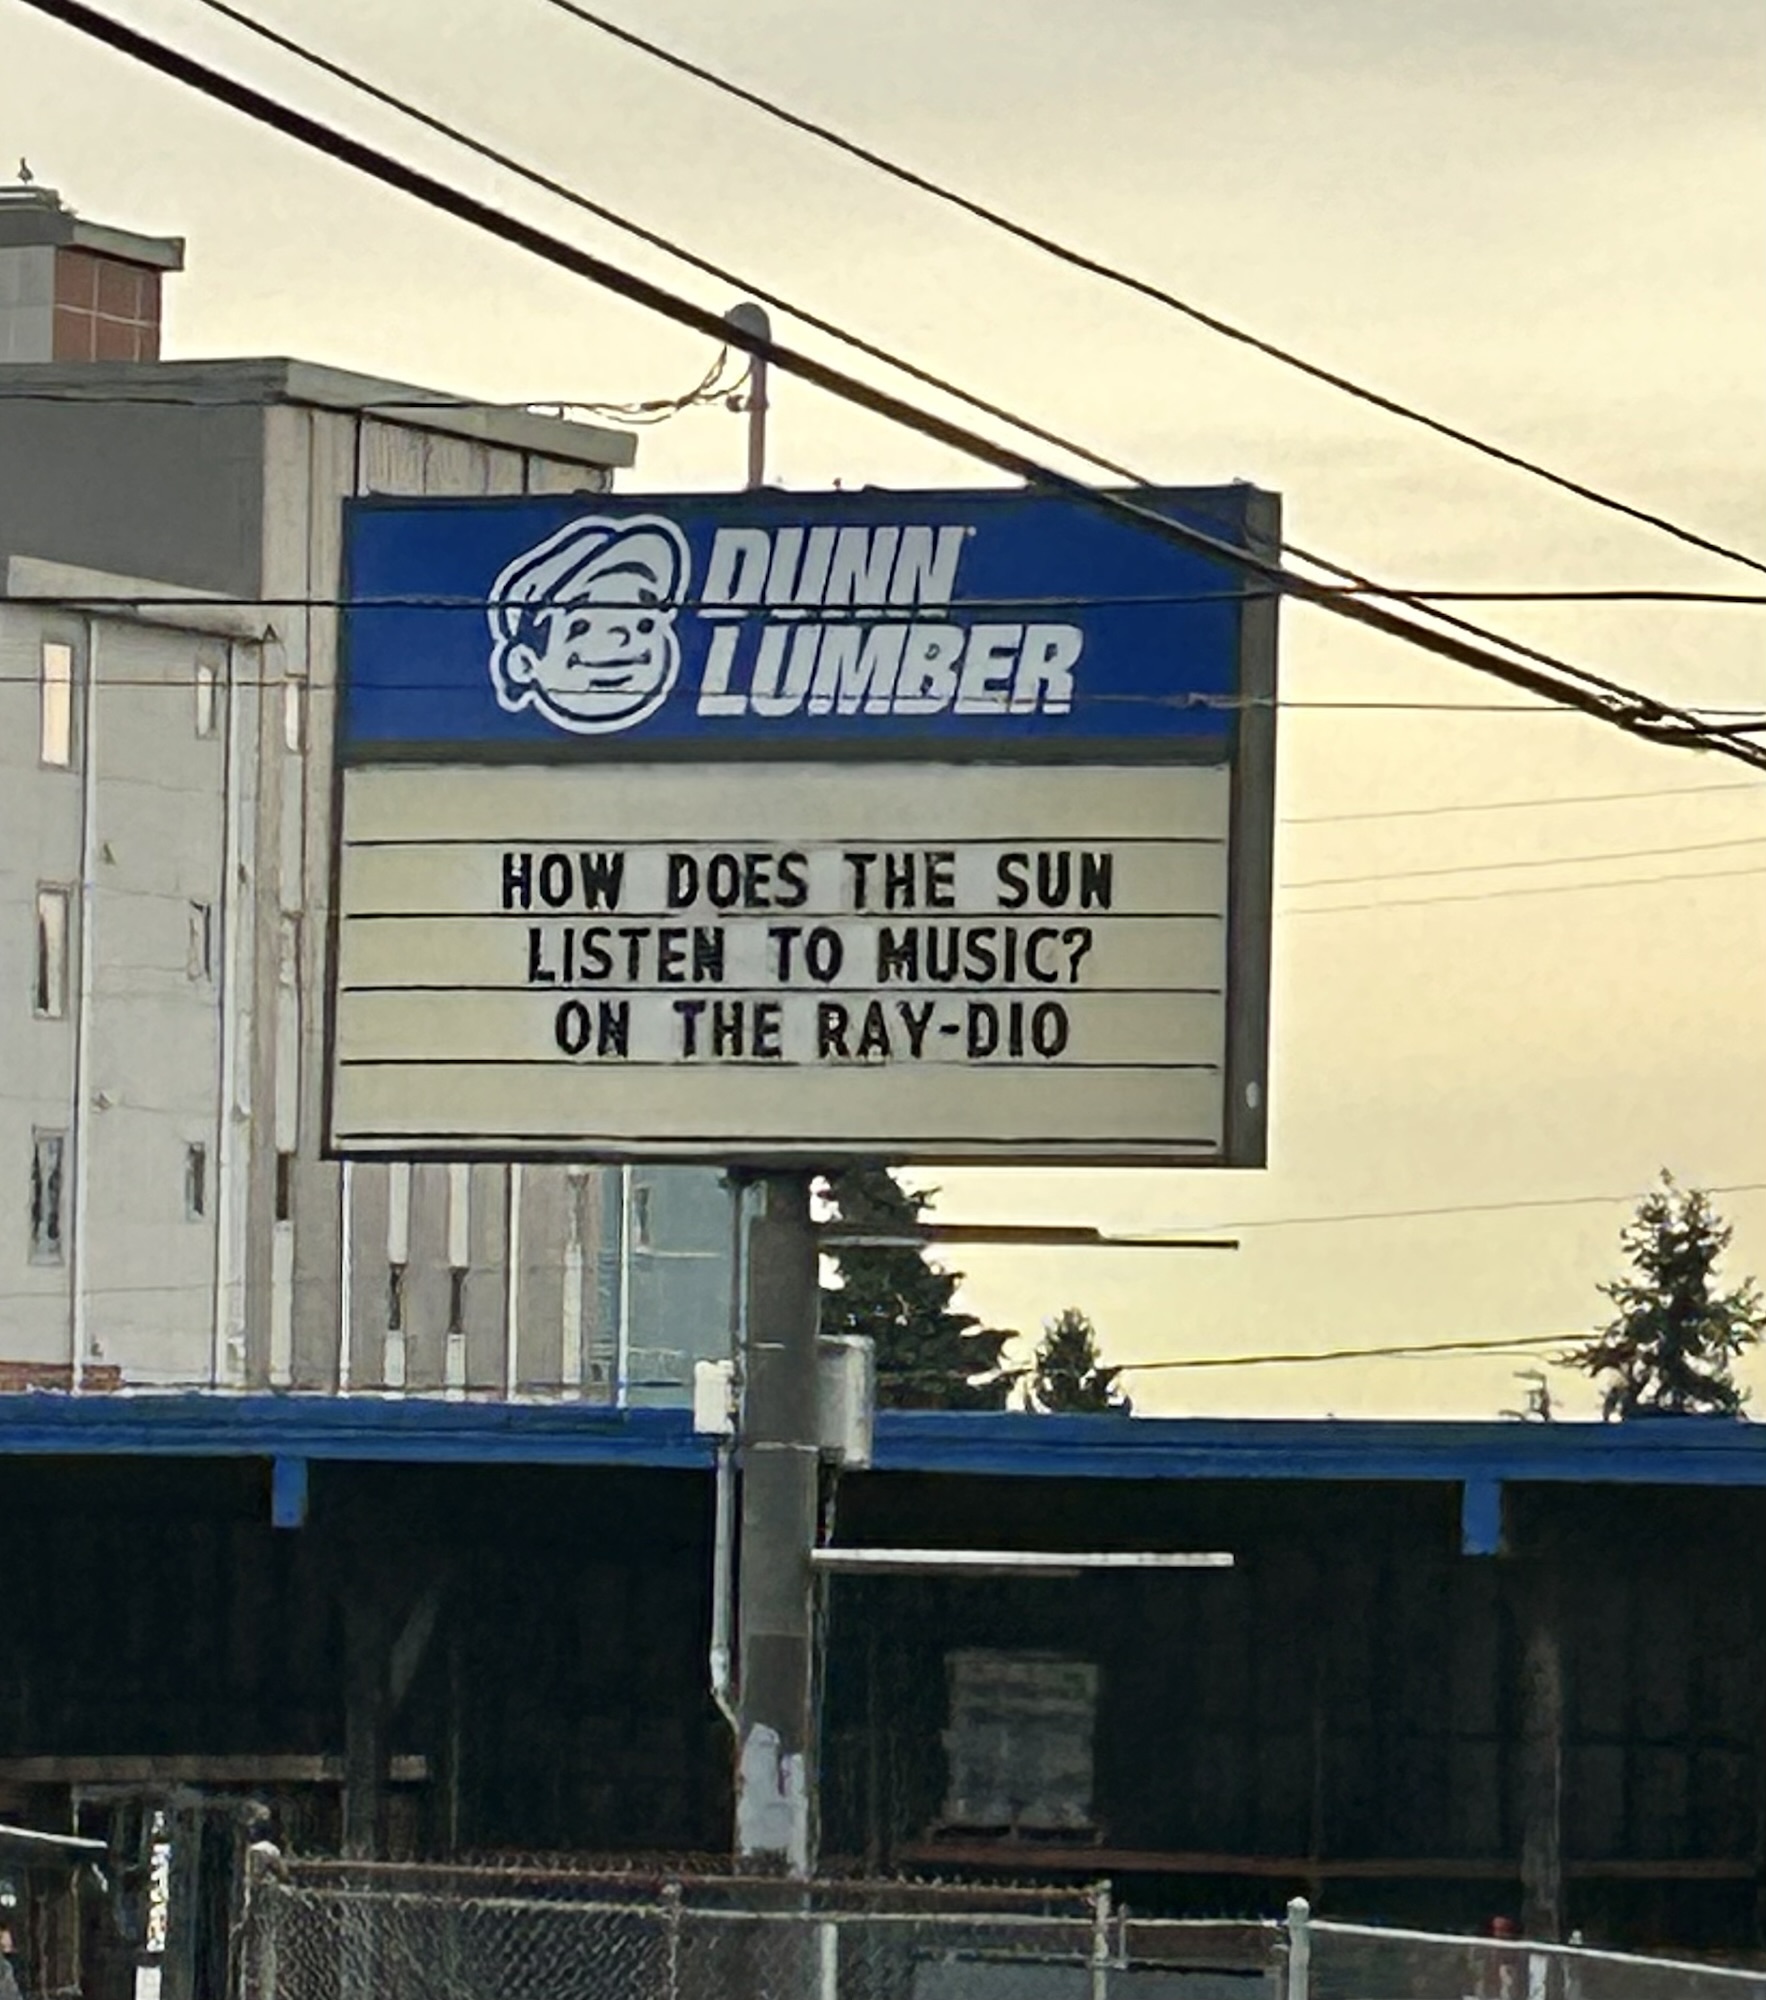 DUNN
LUMBER
HOW DOES THE SUN
LISTEN TO MUSIC?
ON THE RAY-DIO